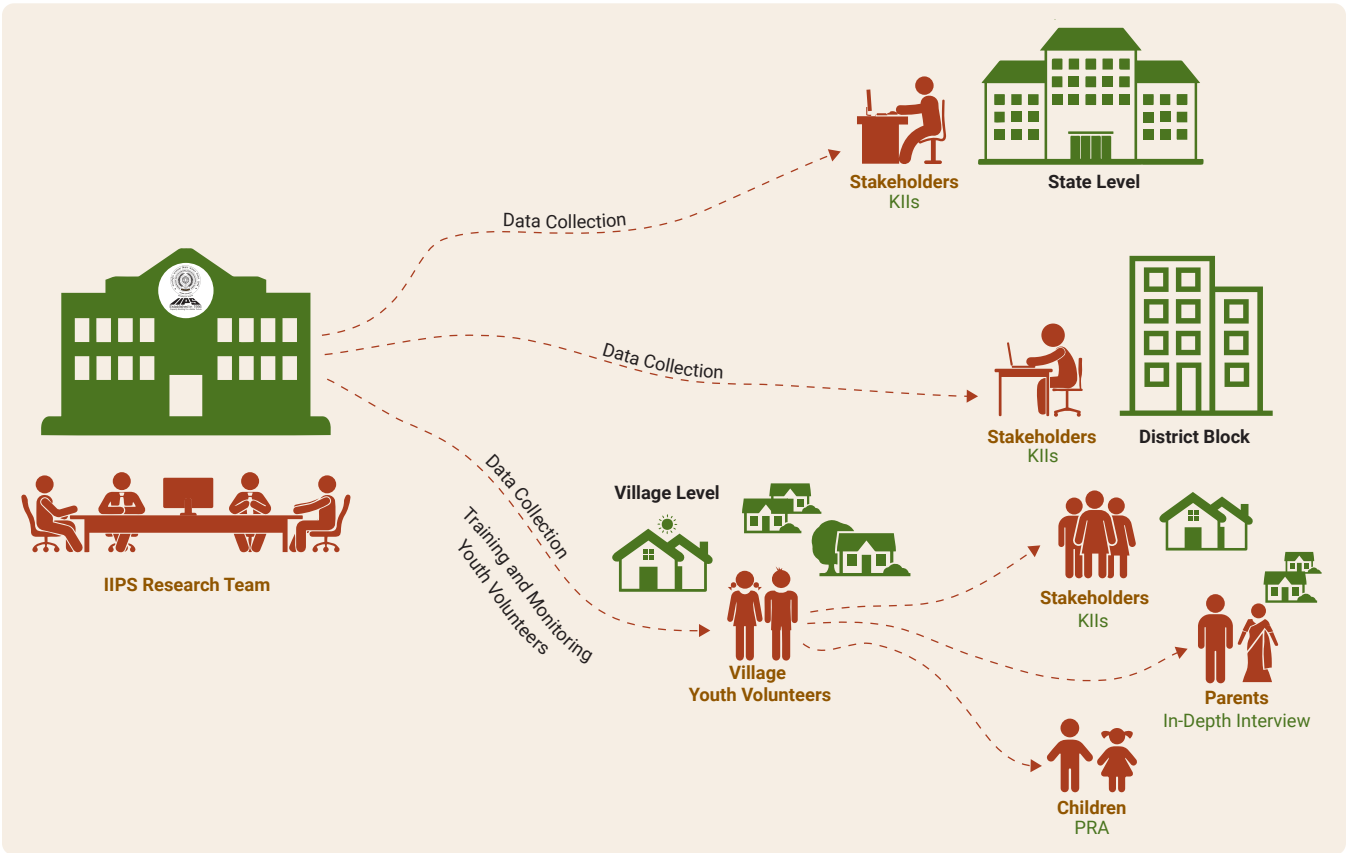 State Level
Stakeholders
KIIs
Data Collection
IIPS
Data Collection
District Block
Stakeholders
KIIs
Data Collection
Training and Monitoring
Youth Volunteers
Village Level
IIPS Research Team
Village
Youth Volunteers
Stakeholders
KIIs
Parents
In-Depth Interview
Children
PRA